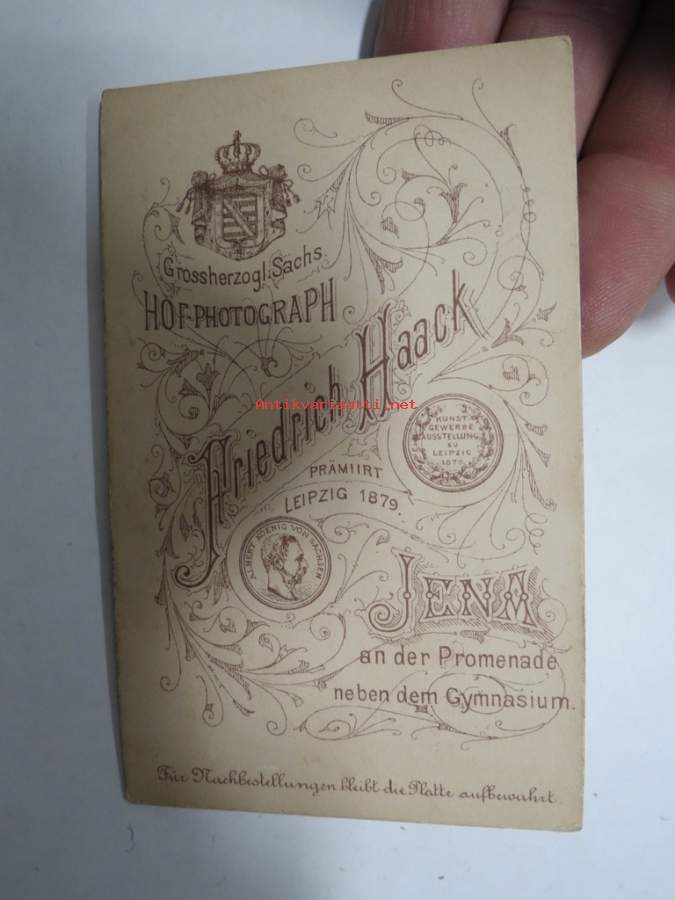 Grossherzogl. Sachs.
HOF-PHOTOGRAPH
Friedrich Haack
Antikvariaatti.net
KUNST
GEWERBE
AUSSTELLUNG
ZU
LEIPZIG
1879
PRÄMIIRT
LEIPZIG 1879.
ALBERT KOENIG VON SACHSEN
JENA
an der Promenade
neben dem Gymnasium.
Für Nachbestellungen bleibt die Platte aufbewahrt